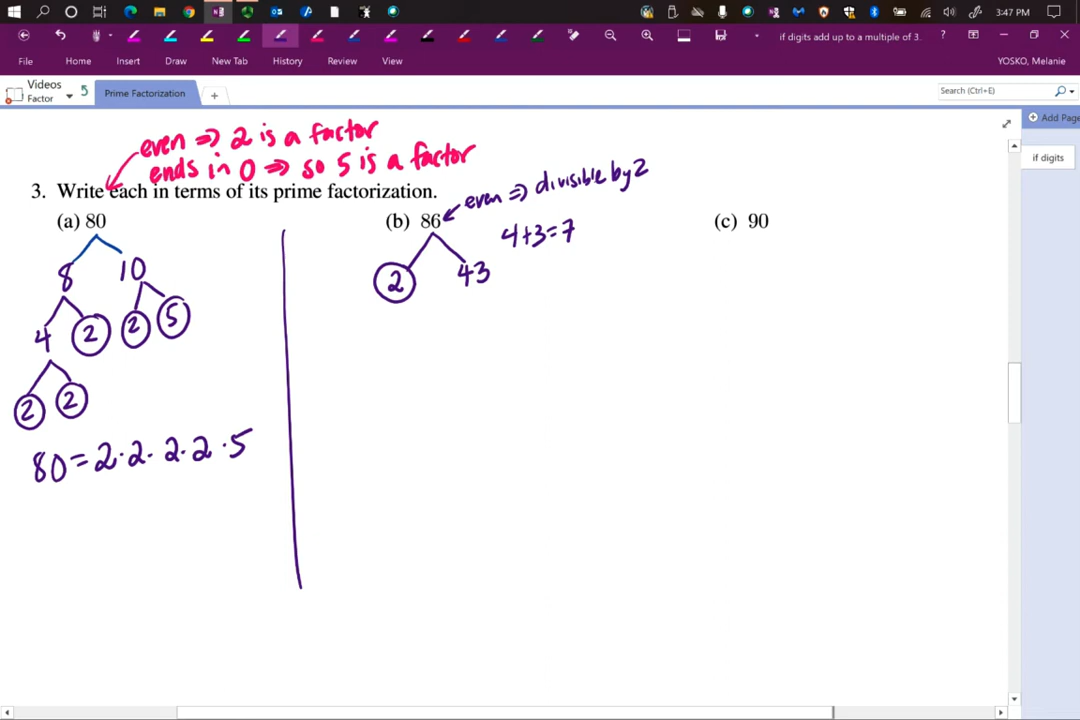 3:47 PM
if digits add up to a multiple of 3.
?
File Home Insert Draw New Tab History Review View
YOSKO, Melanie
Videos
Factor
Prime Factorization
Search (Ctrl+E)
Add Page
if digits
even => 2 is a factor
ends in 0 => so 5 is a factor
3. Write each in terms of its prime factorization.
even => divisible by 2
(a) 80
(b) 86
(c) 90
4+3=7
8 10
2 43
4 2 2 5
2 2
80=2·2·2·2·5